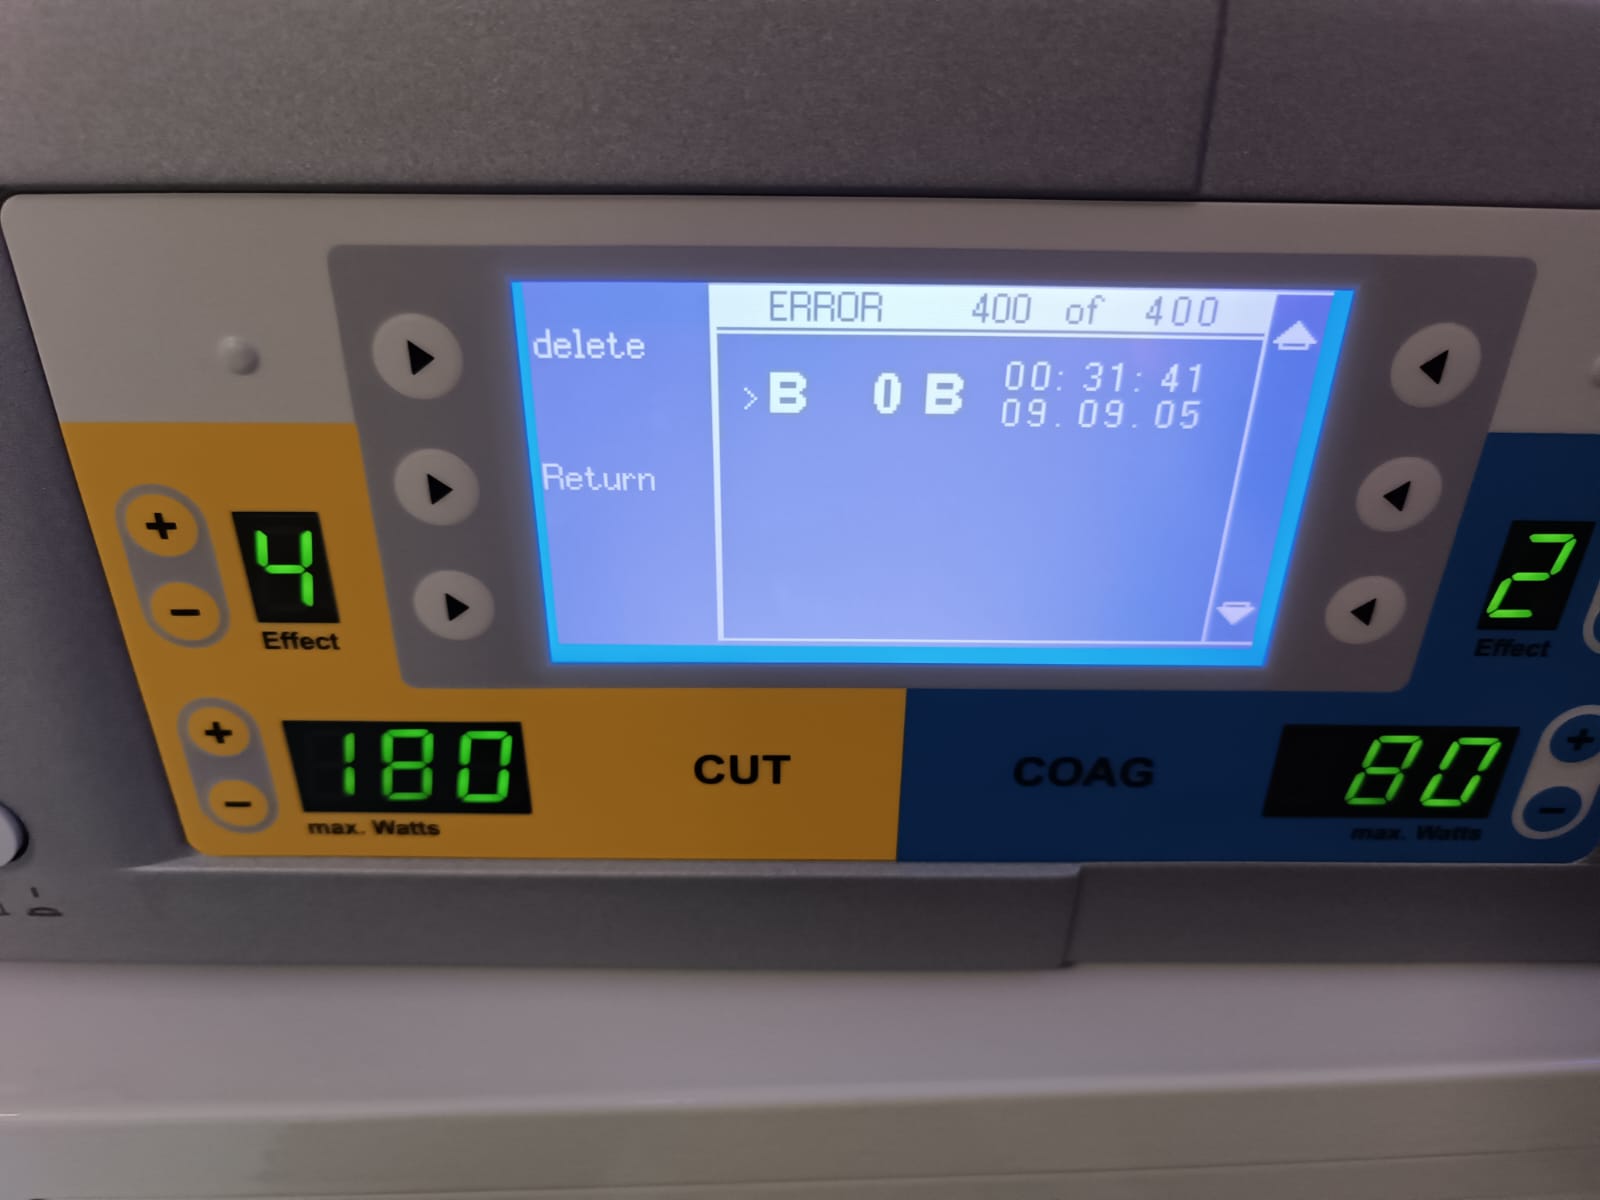 ERROR 400 of 400
delete
>B 0 B 00:31:41
09.09.05
Return
4
Effect
2
Effect
180
max. Watts
CUT
COAG
80
max. Watts